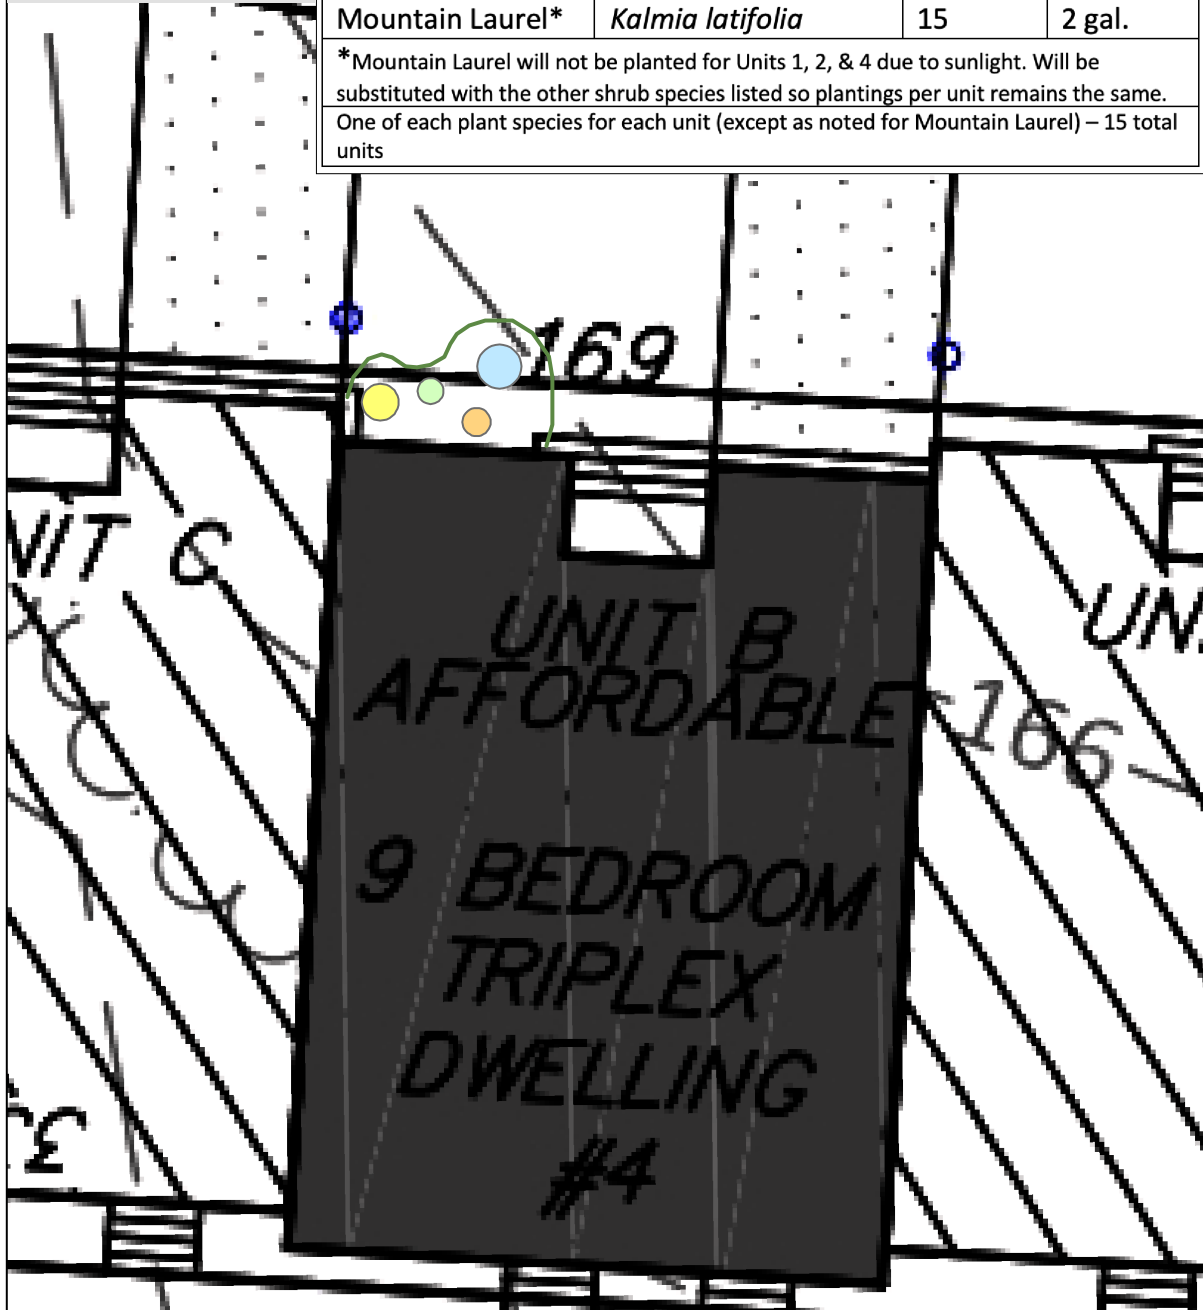 Mountain Laurel* Kalmia latifolia 15 2 gal.
*Mountain Laurel will not be planted for Units 1, 2, & 4 due to sunlight. Will be
substituted with the other shrub species listed so plantings per unit remains the same.
One of each plant species for each unit (except as noted for Mountain Laurel) – 15 total
units
169
NIT C
UNIT B
AFFORDABLE
UN
166
9 BEDROOM
TRIPLEX
DWELLING
#4